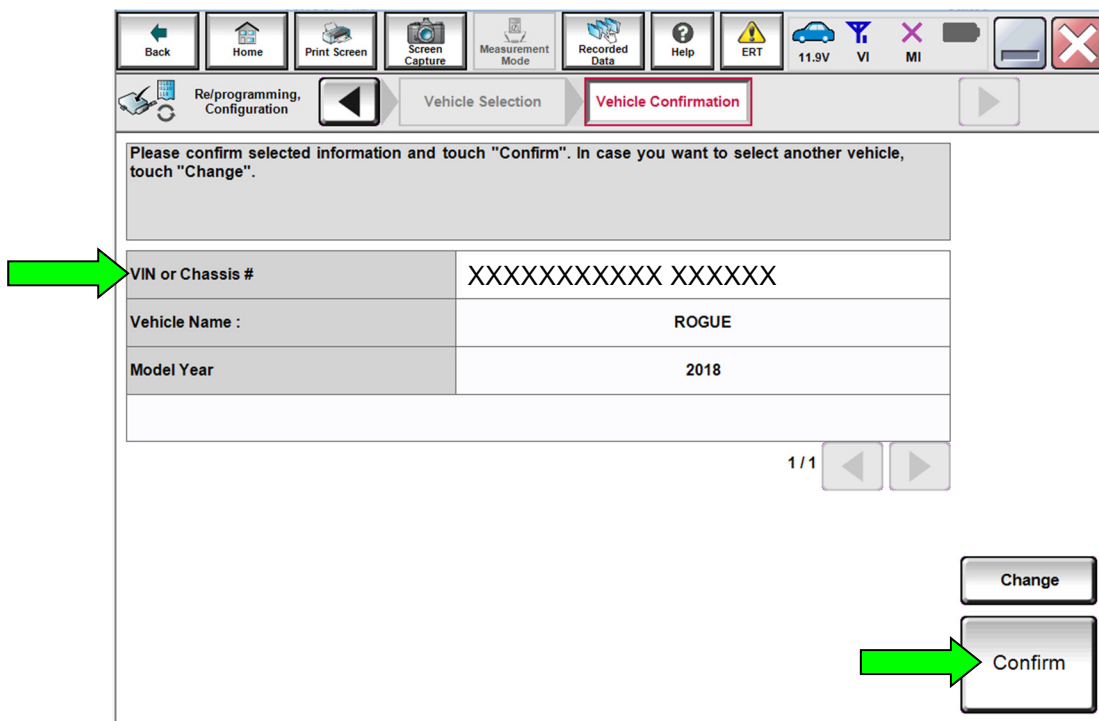 Back
Home
Print Screen
Screen
Capture
Measurement
Mode
Recorded
Data
Help
ERT
11.9V
VI
MI
Re/programming,
Configuration
Vehicle Selection
Vehicle Confirmation
Please confirm selected information and touch "Confirm". In case you want to select another vehicle,
touch "Change".
VIN or Chassis #
XXXXXXXXXXX XXXXXX
Vehicle Name :
ROGUE
Model Year
2018
1 / 1
Change
Confirm